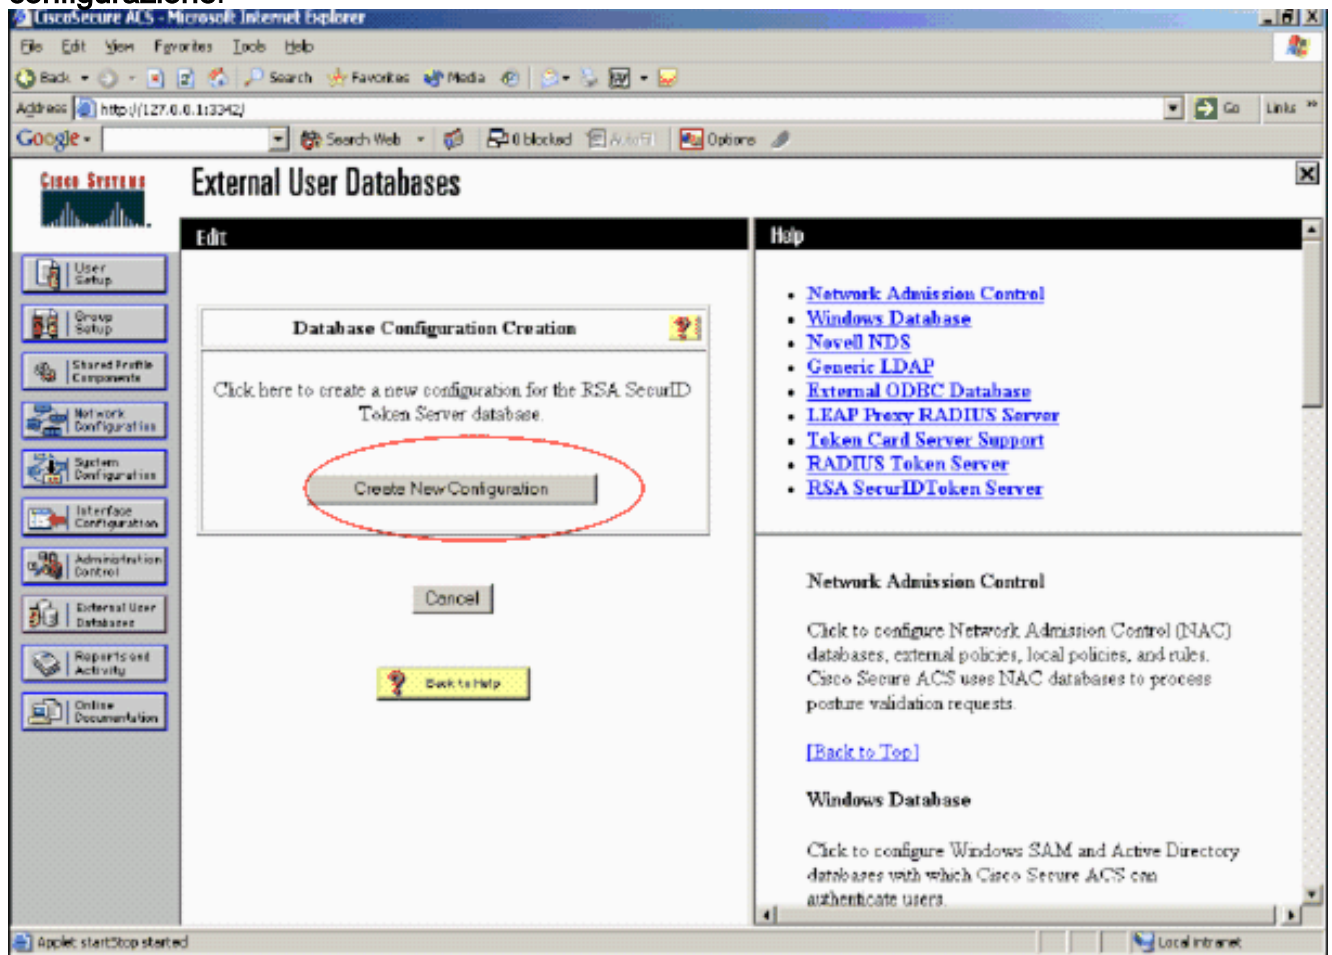 configurazione.
CiscoSecure ACS - Microsoft Internet Explorer
File Edit View Favorites Tools Help
Back Search Favorites Media
Address http://127.0.0.1:3342/ Go Links »
Google Search Web 0 blocked AutoFill Options
CISCO SYSTEMS
External User Databases
Edit
User Setup
Group Setup
Shared Profile Components
Network Configuration
System Configuration
Interface Configuration
Administration Control
External User Databases
Reports and Activity
Online Documentation
Database Configuration Creation
Click here to create a new configuration for the RSA SecurID
Token Server database.
Create New Configuration
Cancel
Back to Help
Help
• Network Admission Control
• Windows Database
• Novell NDS
• Generic LDAP
• External ODBC Database
• LEAP Proxy RADIUS Server
• Token Card Server Support
• RADIUS Token Server
• RSA SecurIDToken Server
Network Admission Control
Click to configure Network Admission Control (NAC)
databases, external policies, local policies, and rules.
Cisco Secure ACS uses NAC databases to process
posture validation requests.
[Back to Top]
Windows Database
Click to configure Windows SAM and Active Directory
databases with which Cisco Secure ACS can
authenticate users.
Applet startStop started
Local intranet